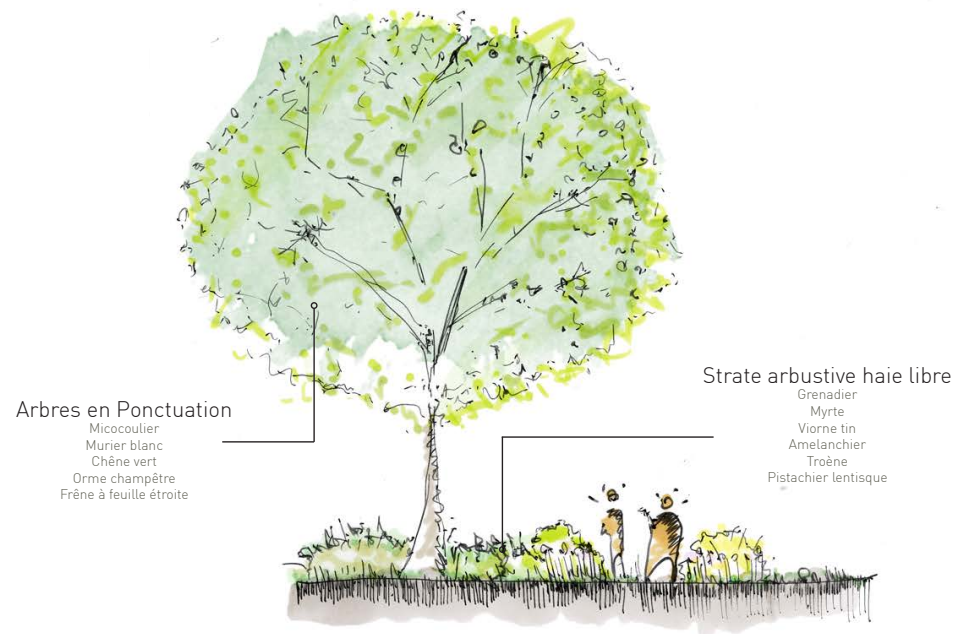 Arbres en Ponctuation
Micocoulier
Murier blanc
Chêne vert
Orme champêtre
Frêne à feuille étroite
Strate arbustive haie libre
Grenadier
Myrte
Viorne tin
Amelanchier
Troène
Pistachier lentisque